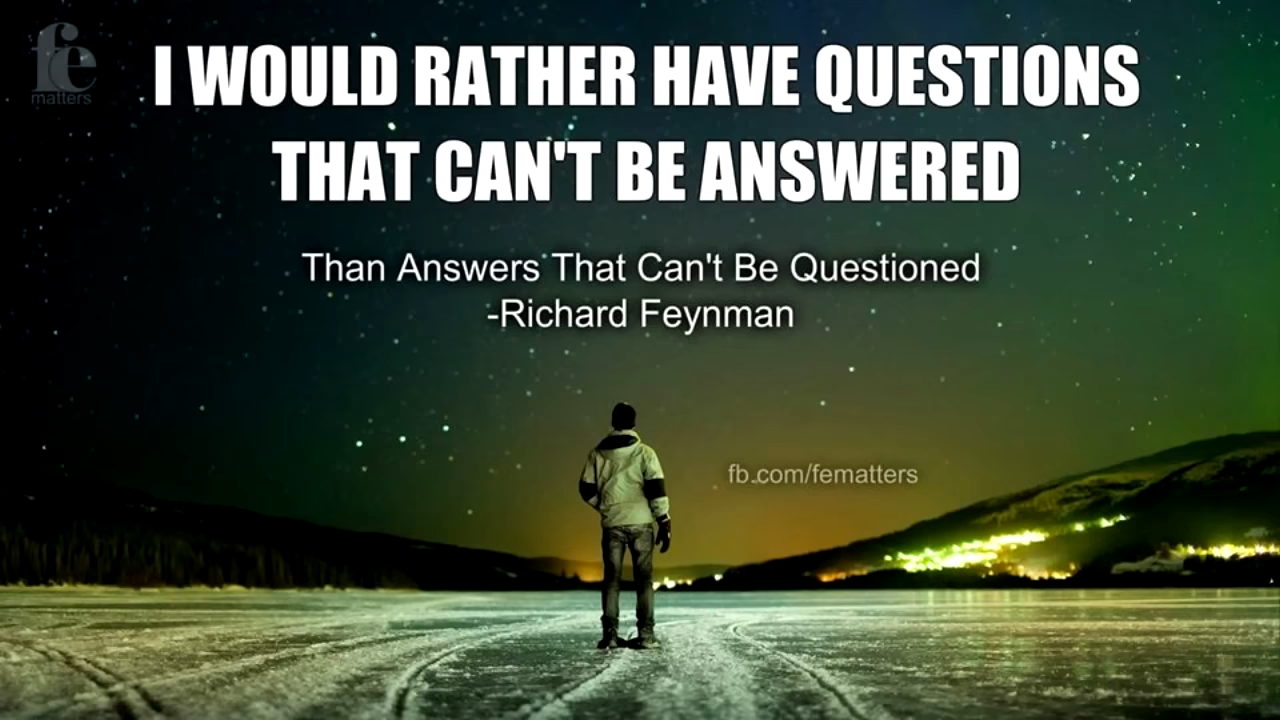 fe
matters
I WOULD RATHER HAVE QUESTIONS
THAT CAN'T BE ANSWERED
Than Answers That Can't Be Questioned
-Richard Feynman
fb.com/fematters